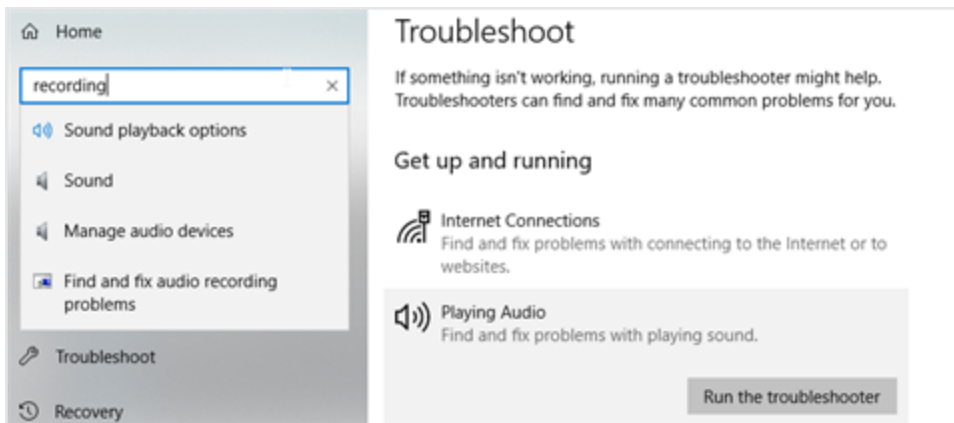 Home
recording
Sound playback options
Sound
Manage audio devices
Find and fix audio recording
problems
Troubleshoot
Recovery
Troubleshoot
If something isn't working, running a troubleshooter might help.
Troubleshooters can find and fix many common problems for you.
Get up and running
Internet Connections
Find and fix problems with connecting to the Internet or to
websites.
Playing Audio
Find and fix problems with playing sound.
Run the troubleshooter